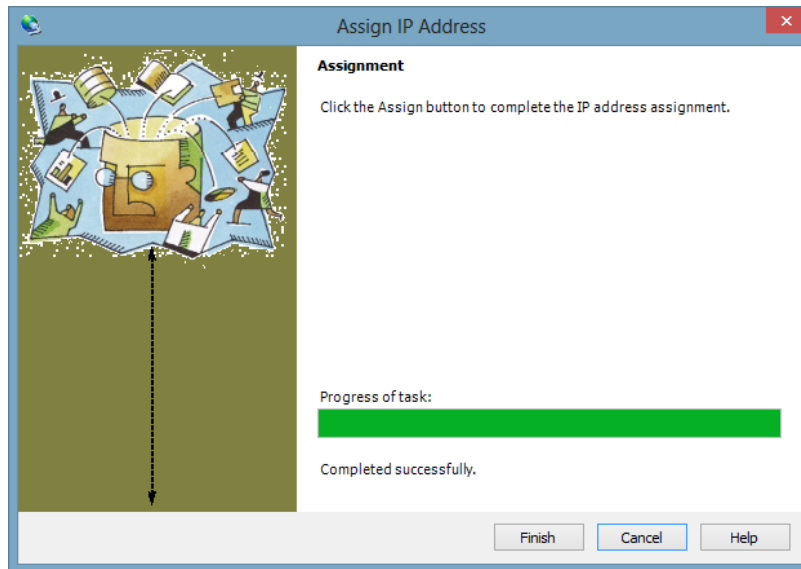 Assign IP Address
Assignment
Click the Assign button to complete the IP address assignment.
Progress of task:
Completed successfully.
Finish
Cancel
Help